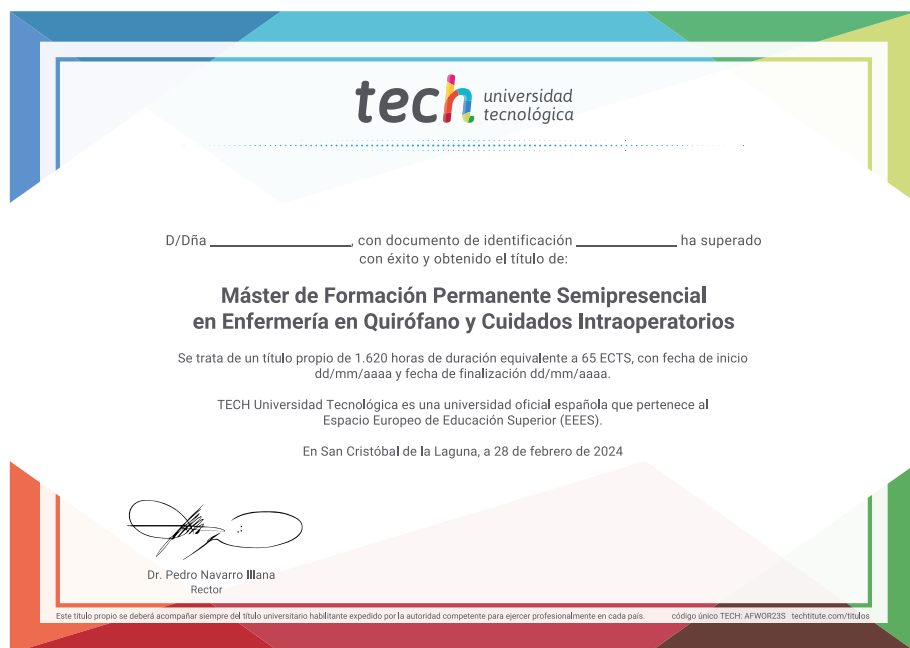 tech universidad
tecnológica
D/Dña ________________, con documento de identificación ___________ ha superado
con éxito y obtenido el título de:
Máster de Formación Permanente Semipresencial
en Enfermería en Quirófano y Cuidados Intraoperatorios
Se trata de un título propio de 1.620 horas de duración equivalente a 65 ECTS, con fecha de inicio
dd/mm/aaaa y fecha de finalización dd/mm/aaaa.
TECH Universidad Tecnológica es una universidad oficial española que pertenece al
Espacio Europeo de Educación Superior (EEES).
En San Cristóbal de la Laguna, a 28 de febrero de 2024
Dr. Pedro Navarro Illana
Rector
Este título propio se deberá acompañar siempre del título universitario habilitante expedido por la autoridad competente para ejercer profesionalmente en cada país. código único TECH: AFWOR23S techtitute.com/titulos